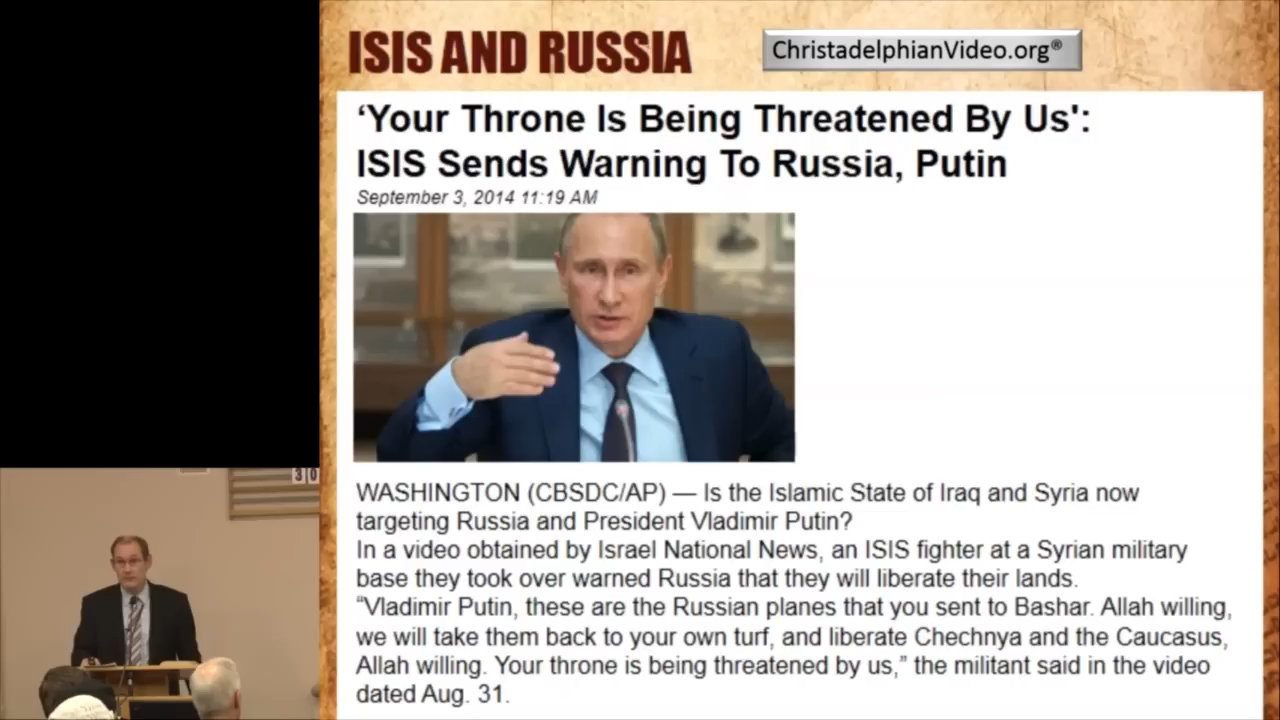 ISIS AND RUSSIA
ChristadelphianVideo.org®
‘Your Throne Is Being Threatened By Us':
ISIS Sends Warning To Russia, Putin
September 3, 2014 11:19 AM
WASHINGTON (CBSDC/AP) — Is the Islamic State of Iraq and Syria now
targeting Russia and President Vladimir Putin?
In a video obtained by Israel National News, an ISIS fighter at a Syrian military
base they took over warned Russia that they will liberate their lands.
“Vladimir Putin, these are the Russian planes that you sent to Bashar. Allah willing,
we will take them back to your own turf, and liberate Chechnya and the Caucasus,
Allah willing. Your throne is being threatened by us,” the militant said in the video
dated Aug. 31.
30